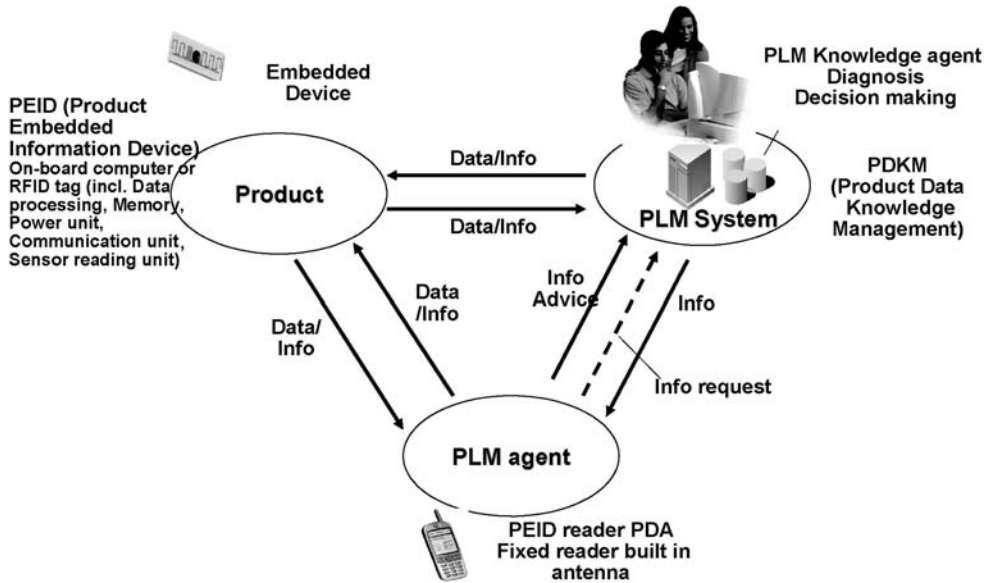 Embedded
Device
PEID (Product
Embedded
Information Device)
On-board computer or
RFID tag (incl. Data
processing, Memory,
Power unit,
Communication unit,
Sensor reading unit)
Product
Data/Info
Data/Info
PLM Knowledge agent
Diagnosis
Decision making
PLM System
PDKM
(Product Data
Knowledge
Management)
Data/
Info
Data
/Info
Info
Advice
Info
Info request
PLM agent
PEID reader PDA
Fixed reader built in
antenna